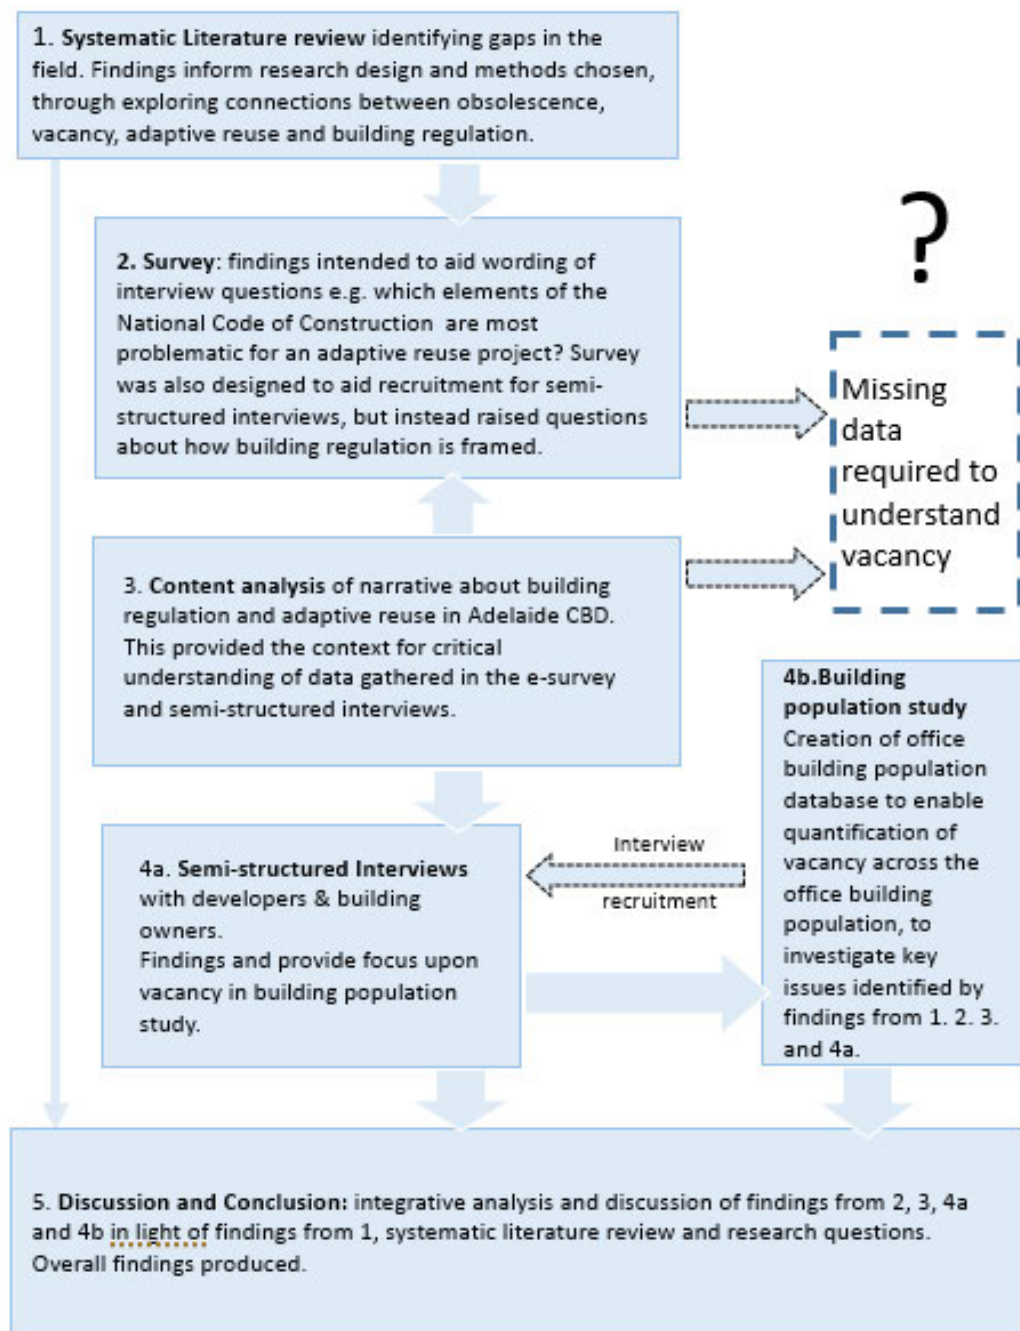 1. Systematic Literature review identifying gaps in the
field. Findings inform research design and methods chosen,
through exploring connections between obsolescence,
vacancy, adaptive reuse and building regulation.
2. Survey: findings intended to aid wording of
interview questions e.g. which elements of the
National Code of Construction are most
problematic for an adaptive reuse project? Survey
was also designed to aid recruitment for semi-
structured interviews, but instead raised questions
about how building regulation is framed.
?
Missing
data
required to
understand
vacancy
3. Content analysis of narrative about building
regulation and adaptive reuse in Adelaide CBD.
This provided the context for critical
understanding of data gathered in the e-survey
and semi-structured interviews.
4a. Semi-structured Interviews
with developers & building
owners.
Findings and provide focus upon
vacancy in building population
study.
Interview
recruitment
4b.Building
population study
Creation of office
building population
database to enable
quantification of
vacancy across the
office building
population, to
investigate key
issues identified by
findings from 1. 2. 3.
and 4a.
5. Discussion and Conclusion: integrative analysis and discussion of findings from 2, 3, 4a
and 4b in light of findings from 1, systematic literature review and research questions.
Overall findings produced.